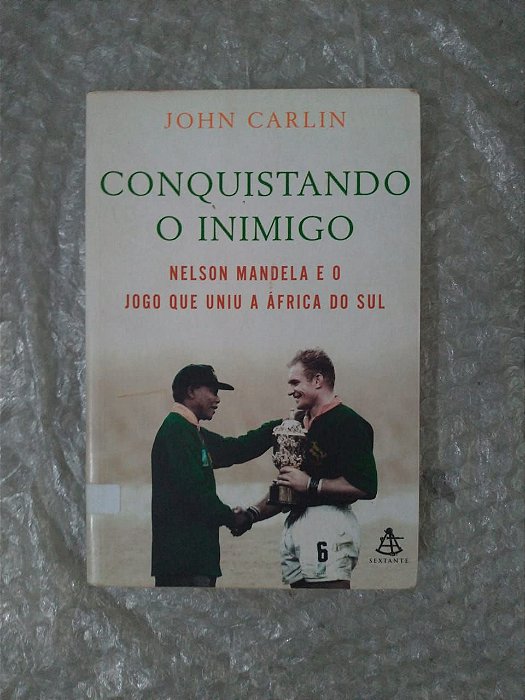 JOHN CARLIN
CONQUISTANDO
O INIMIGO
NELSON MANDELA E O
JOGO QUE UNIU A ÁFRICA DO SUL
6
SEXTANTE